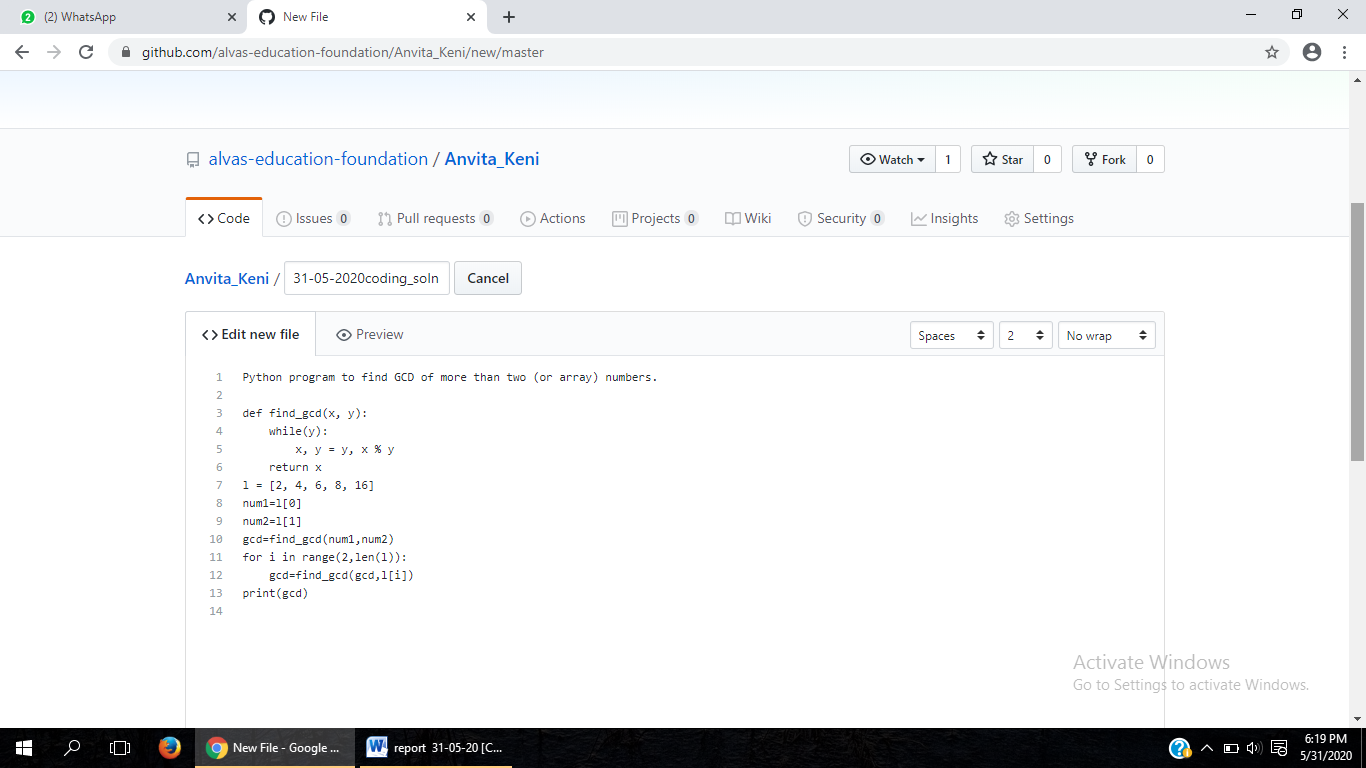 (2) WhatsApp
New File
github.com/alvas-education-foundation/Anvita_Keni/new/master
alvas-education-foundation / Anvita_Keni
Watch 1
Star 0
Fork 0
Code
Issues 0
Pull requests 0
Actions
Projects 0
Wiki
Security 0
Insights
Settings
Anvita_Keni / 31-05-2020coding_soln Cancel
Edit new file
Preview
Spaces 2 No wrap
1 Python program to find GCD of more than two (or array) numbers.
2
3 def find_gcd(x, y):
4     while(y):
5         x, y = y, x % y
6     return x
7 l = [2, 4, 6, 8, 16]
8 num1=l[0]
9 num2=l[1]
10 gcd=find_gcd(num1,num2)
11 for i in range(2,len(l)):
12     gcd=find_gcd(gcd,l[i])
13 print(gcd)
14
Activate Windows
Go to Settings to activate Windows.
New File - Google ...
report 31-05-20 [C...
6:19 PM
5/31/2020